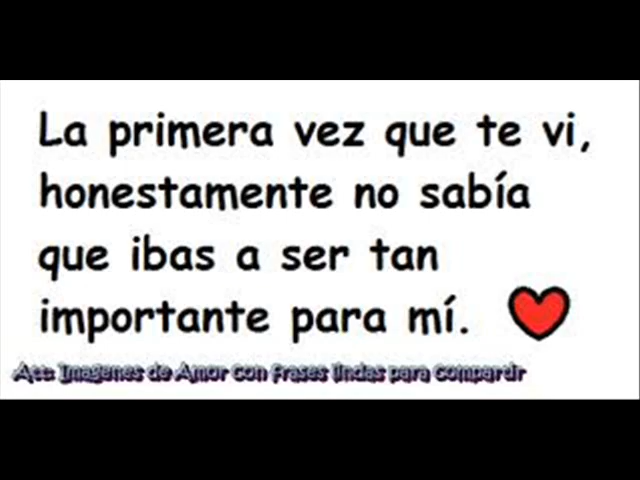 La primera vez que te vi,
honestamente no sabía
que ibas a ser tan
importante para mí.
Acc: Imagenes de Amor Con Frases lindas para Compartir